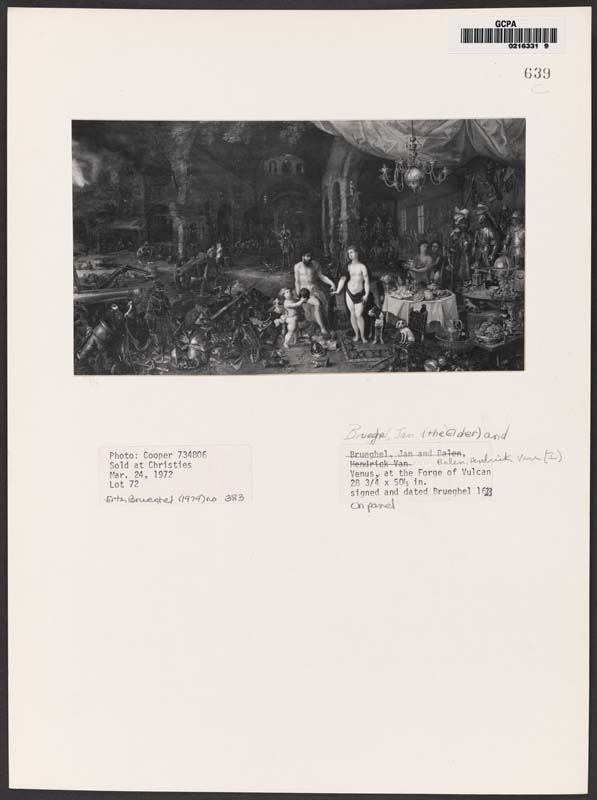 GCPA
0216331 9
639
C
Photo: Cooper 734806
Sold at Christies
Mar. 24, 1972
Lot 72
Ertz, Brueghel (1979) no. 383
Brueghel, Jan (the Elder) and
Brueghel, Jan and Balen,
Hendrick Van Balen, Hendrick Van (I)
Venus, at the Forge of Vulcan
28 3/4 x 50½ in.
signed and dated Brueghel 1623
On panel